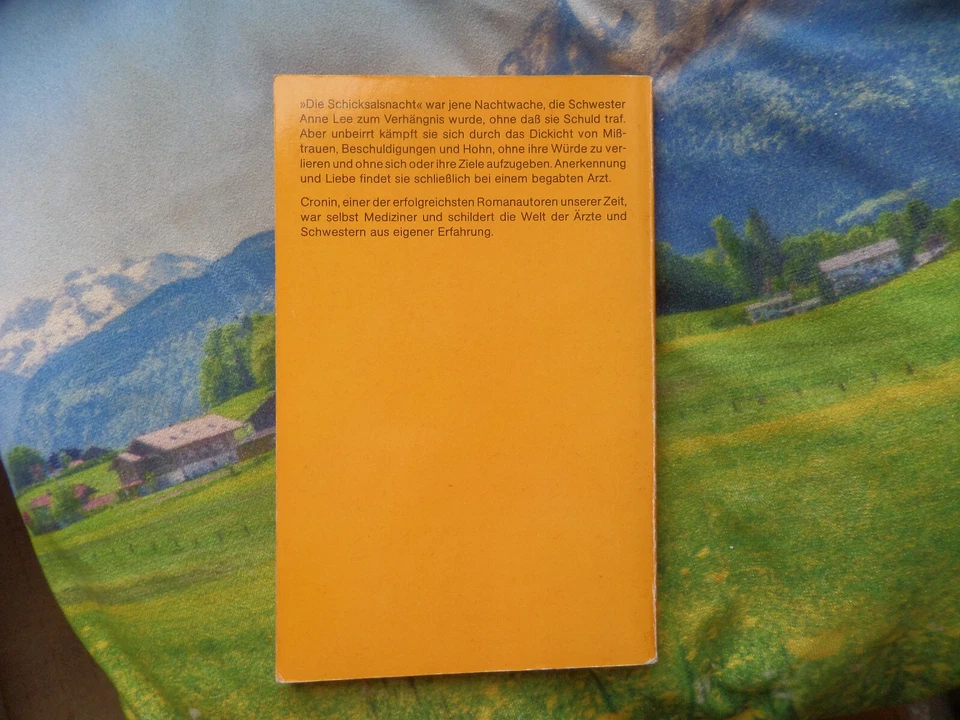 »Die Schicksalsnacht« war jene Nachtwache, die Schwester
Anne Lee zum Verhängnis wurde, ohne daß sie Schuld traf.
Aber unbeirrt kämpft sie sich durch das Dickicht von Miß-
trauen, Beschuldigungen und Hohn, ohne ihre Würde zu ver-
lieren und ohne sich oder ihre Ziele aufzugeben. Anerkennung
und Liebe findet sie schließlich bei einem begabten Arzt.
Cronin, einer der erfolgreichsten Romanautoren unserer Zeit,
war selbst Mediziner und schildert die Welt der Ärzte und
Schwestern aus eigener Erfahrung.